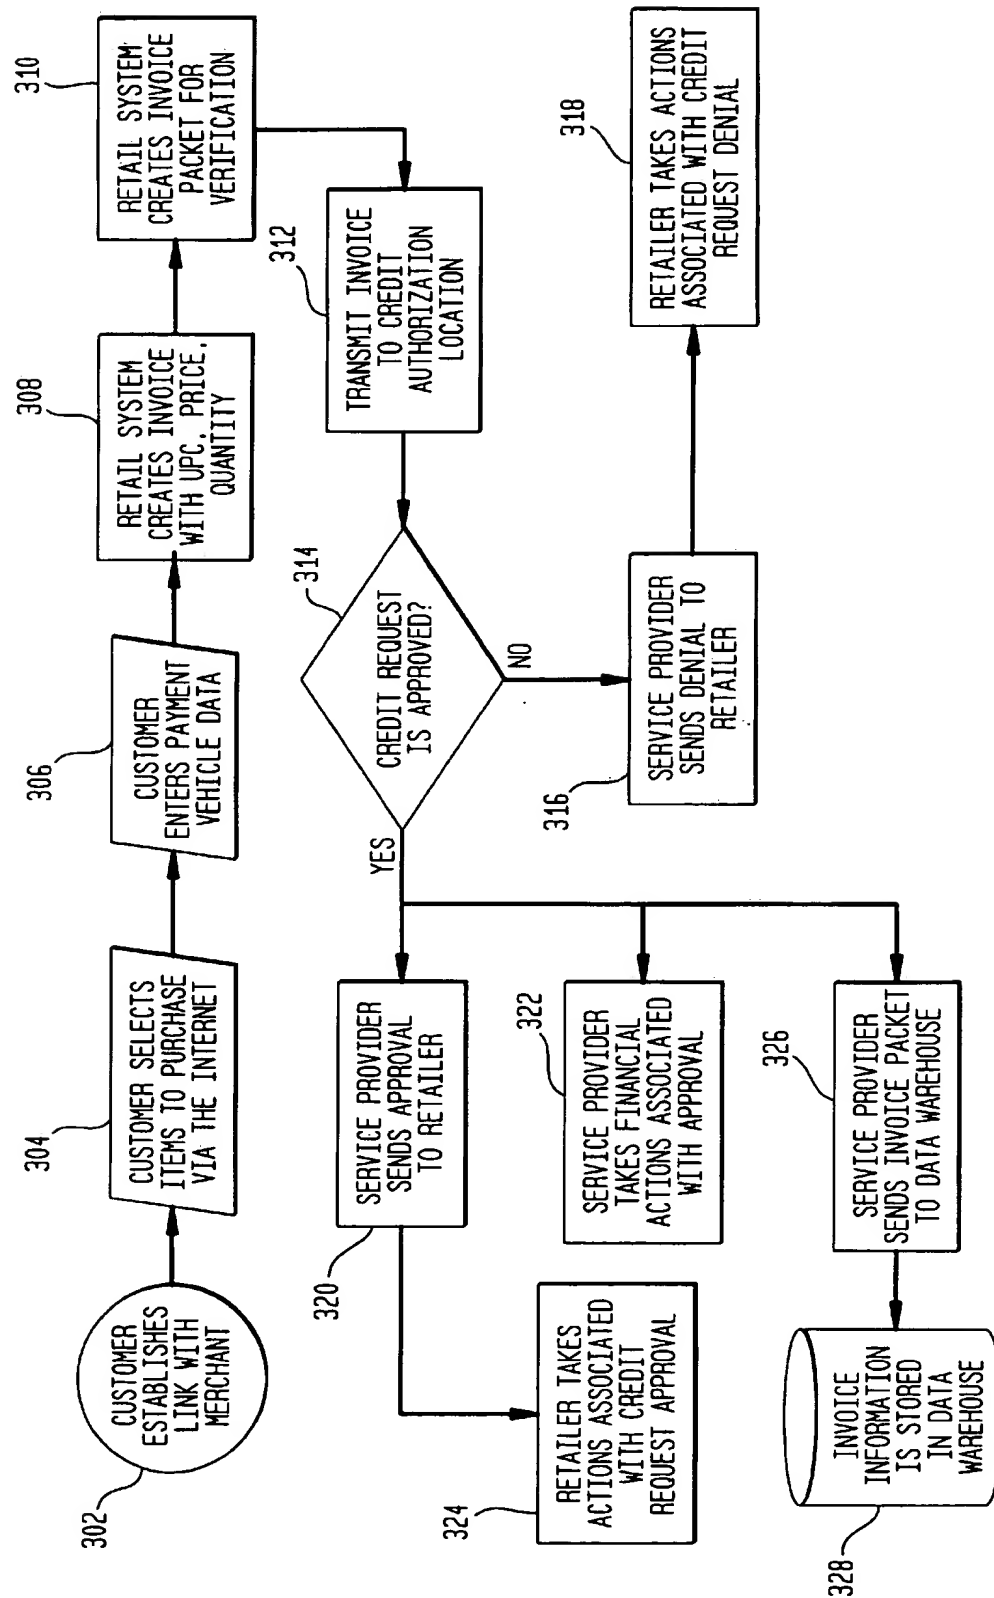 302
CUSTOMER
ESTABLISHES
LINK WITH
MERCHANT
304
CUSTOMER SELECTS
ITEMS TO PURCHASE
VIA THE INTERNET
306
CUSTOMER
ENTERS PAYMENT
VEHICLE DATA
308
RETAIL SYSTEM
CREATES INVOICE
WITH UPC, PRICE,
QUANTITY
310
RETAIL SYSTEM
CREATES INVOICE
PACKET FOR
VERIFICATION
312
TRANSMIT INVOICE
TO CREDIT
AUTHORIZATION
LOCATION
314
CREDIT REQUEST
IS APPROVED?
YES
NO
316
SERVICE PROVIDER
SENDS DENIAL TO
RETAILER
318
RETAILER TAKES ACTIONS
ASSOCIATED WITH CREDIT
REQUEST DENIAL
320
SERVICE PROVIDER
SENDS APPROVAL
TO RETAILER
322
SERVICE PROVIDER
TAKES FINANCIAL
ACTIONS ASSOCIATED
WITH APPROVAL
324
RETAILER TAKES
ACTIONS ASSOCIATED
WITH CREDIT
REQUEST APPROVAL
326
SERVICE PROVIDER
SENDS INVOICE PACKET
TO DATA WAREHOUSE
328
INVOICE
INFORMATION
IS STORED
IN DATA
WAREHOUSE